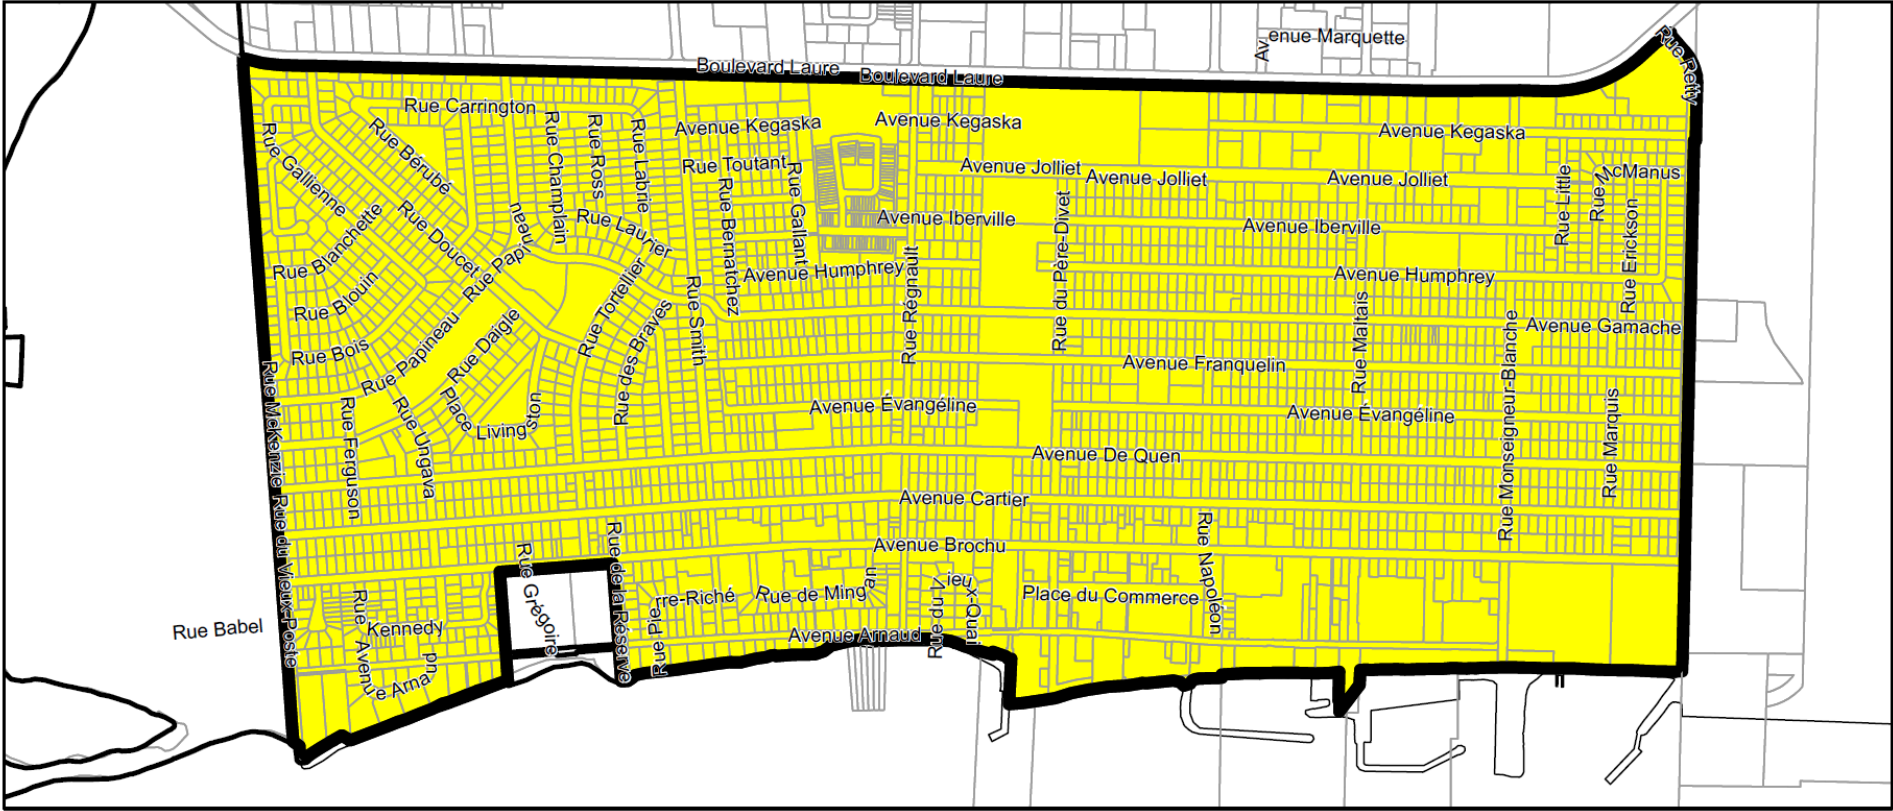 Avenue Marquette
Rue Retty
Boulevard Laure
Boulevard Laure
Rue Carrington
Avenue Kegaska
Avenue Kegaska
Avenue Kegaska
Rue Gallienne
Rue Bérubé
Rue Champlain
Rue Ross
Rue Labrie
Rue Toutant
Rue Bernatchez
Rue Gallant
Avenue Jolliet
Avenue Jolliet
Avenue Jolliet
Rue Little
Rue McManus
Rue Erickson
Rue Blanchette
Rue Doucet
Rue Papineau
Rue Laurier
Avenue Iberville
Avenue Iberville
Rue du Père-Divet
Rue Blouin
Rue Tortellier
Rue Smith
Avenue Humphrey
Avenue Humphrey
Rue Régnault
Rue Bois
Rue Papineau
Rue Daigle
Rue des Braves
Rue Maltais
Rue Monseigneur-Blanche
Avenue Gamache
Avenue Franquelin
Rue McKenzie
Rue Ferguson
Rue Ungava
Place Livingston
Avenue Évangéline
Avenue Évangéline
Rue Marquis
Avenue De Quen
Avenue Cartier
Rue du Vieux-Poste
Rue Grégoire
Rue de la Réserve
Avenue Brochu
Rue Napoléon
Rue Babel
Rue Kennedy
Rue Pierre-Riché
Rue de Mingan
Rue du Vieux-Quai
Place du Commerce
Avenue Arnaud
Avenue Arnaud